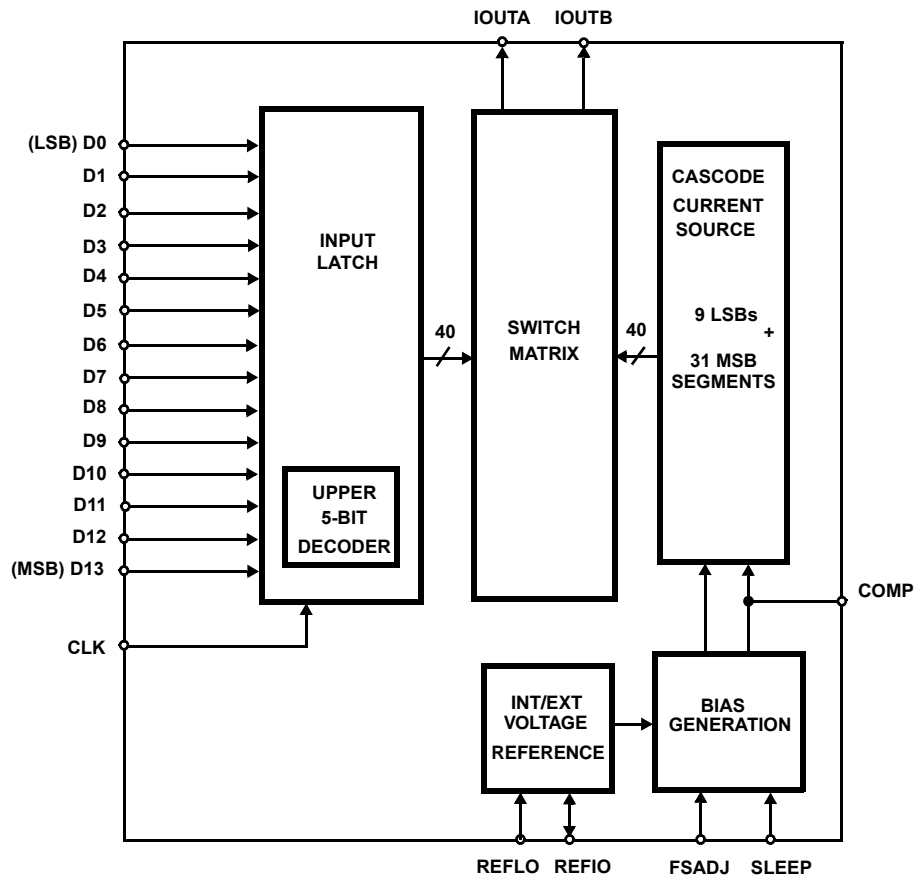 IOUTA IOUTB
(LSB) D0
D1
D2
D3
D4
D5
D6
D7
D8
D9
D10
D11
D12
(MSB) D13
CLK
INPUT
LATCH
UPPER
5-BIT
DECODER
40
SWITCH
MATRIX
40
CASCODE
CURRENT
SOURCE
9 LSBs
+
31 MSB
SEGMENTS
COMP
INT/EXT
VOLTAGE
REFERENCE
BIAS
GENERATION
REFLO REFIO FSADJ SLEEP